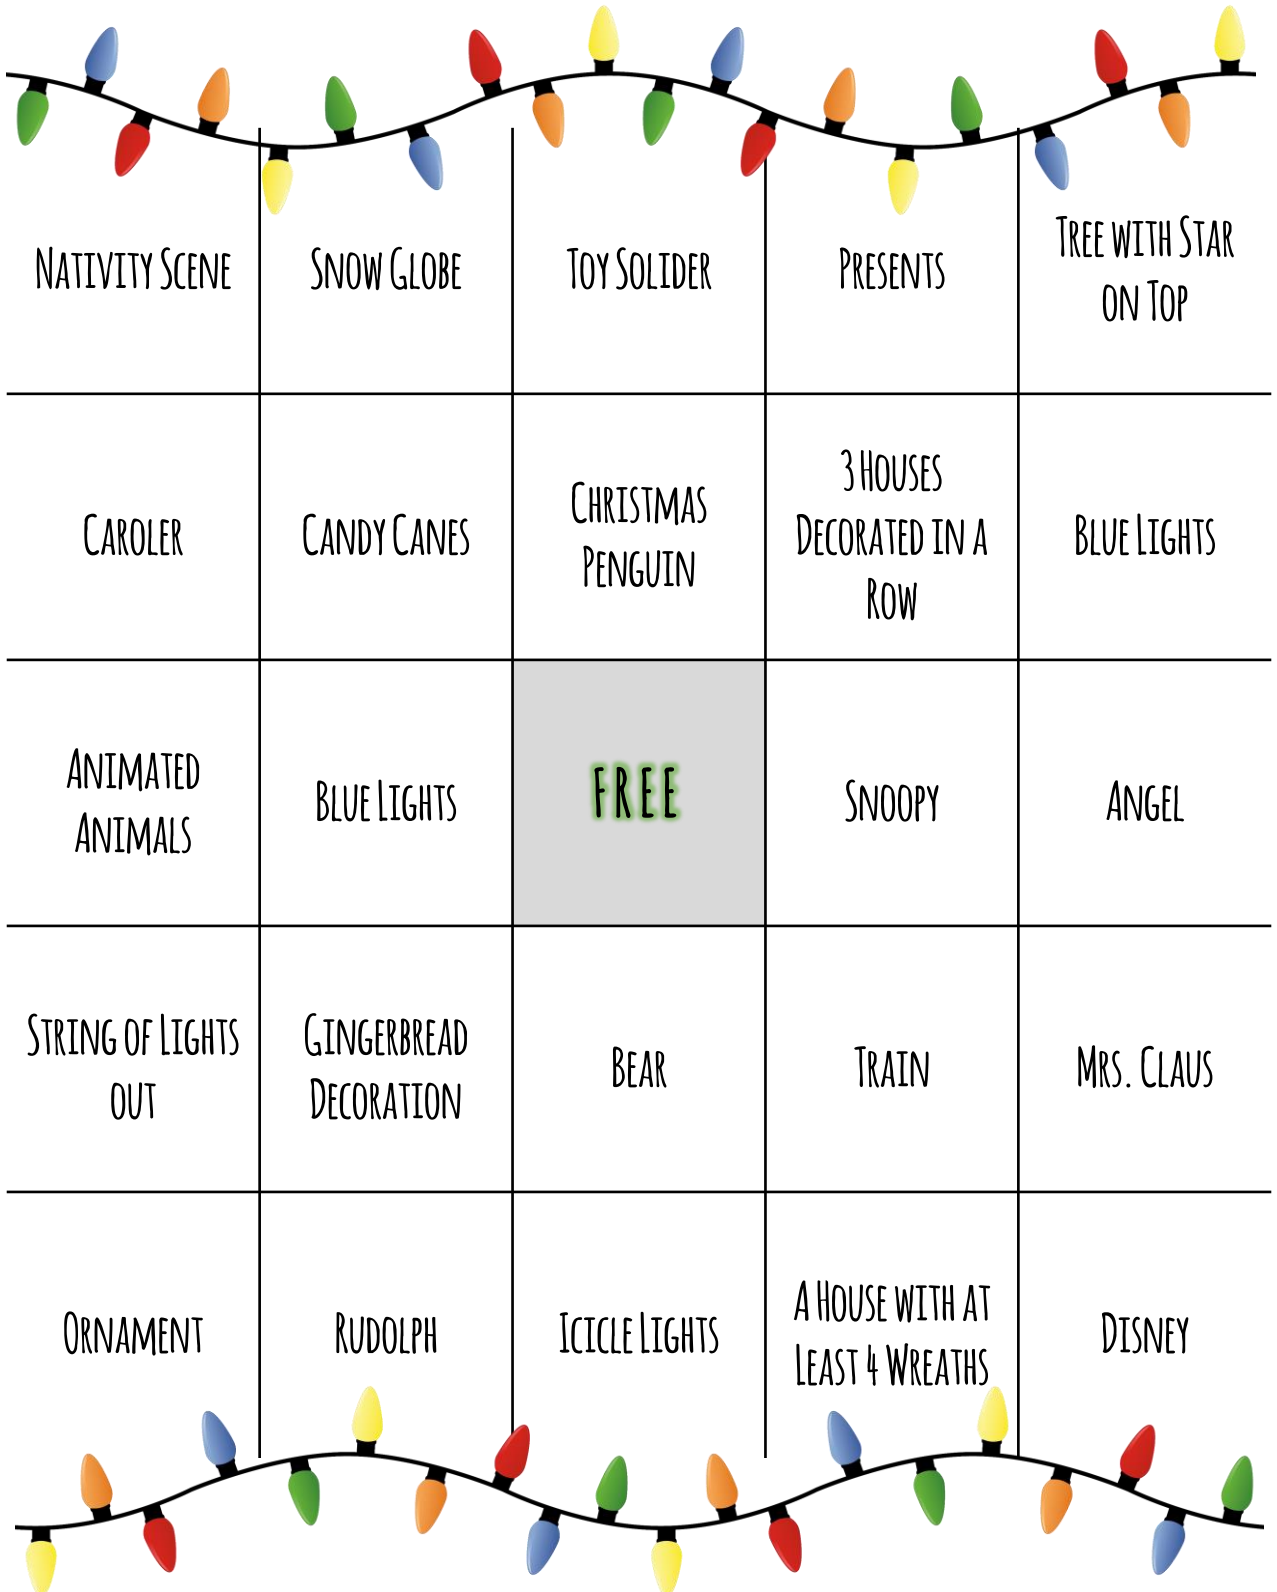 Nativity Scene
Snow Globe
Toy Solider
Presents
Tree with Star
on Top
Caroler
Candy Canes
Christmas
Penguin
3 Houses
Decorated in a
Row
Blue Lights
Animated
Animals
Blue Lights
FREE
Snoopy
Angel
String of Lights
out
Gingerbread
Decoration
Bear
Train
Mrs. Claus
Ornament
Rudolph
Icicle Lights
A House with at
Least 4 Wreaths
Disney